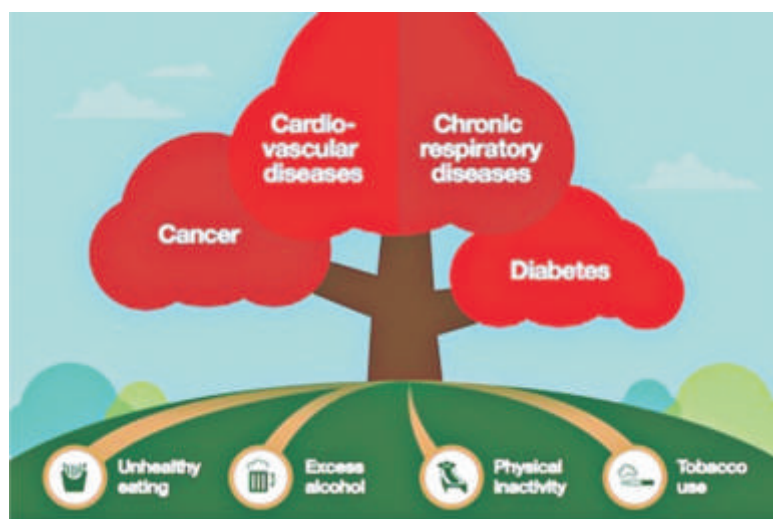 Cardio-
vascular
diseases
Chronic
respiratory
diseases
Cancer
Diabetes
Unhealthy
eating
Excess
alcohol
Physical
inactivity
Tobacco
use